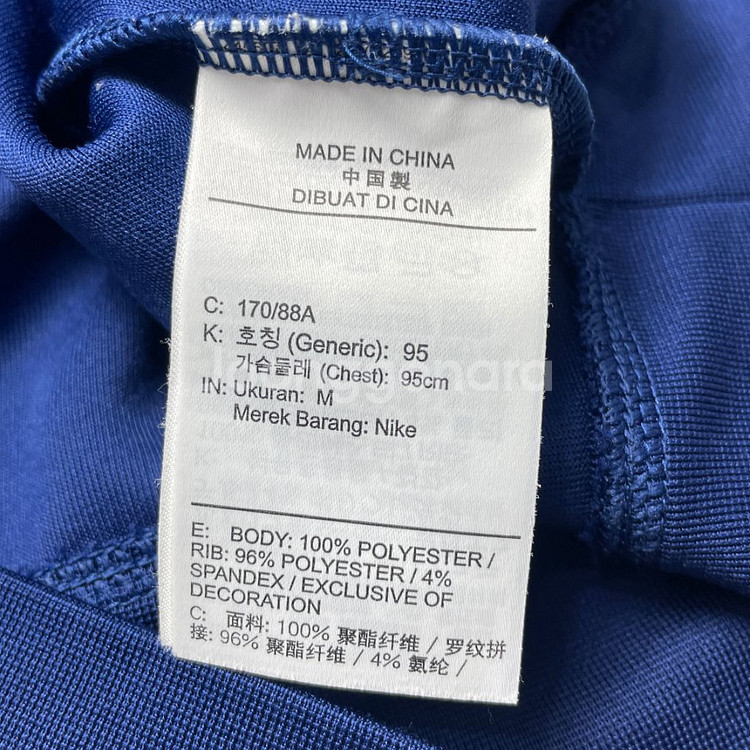 MADE IN CHINA
中国製
DIBUAT DI CINA
C: 170/88A
K: 호칭 (Generic): 95
가슴둘레 (Chest): 95cm
IN: Ukuran: M
Merek Barang: Nike
E: BODY: 100% POLYESTER /
RIB: 96% POLYESTER / 4%
SPANDEX / EXCLUSIVE OF
DECORATION
C: 面料: 100% 聚酯纤维 / 罗纹拼
接: 96% 聚酯纤维 / 4% 氨纶 /